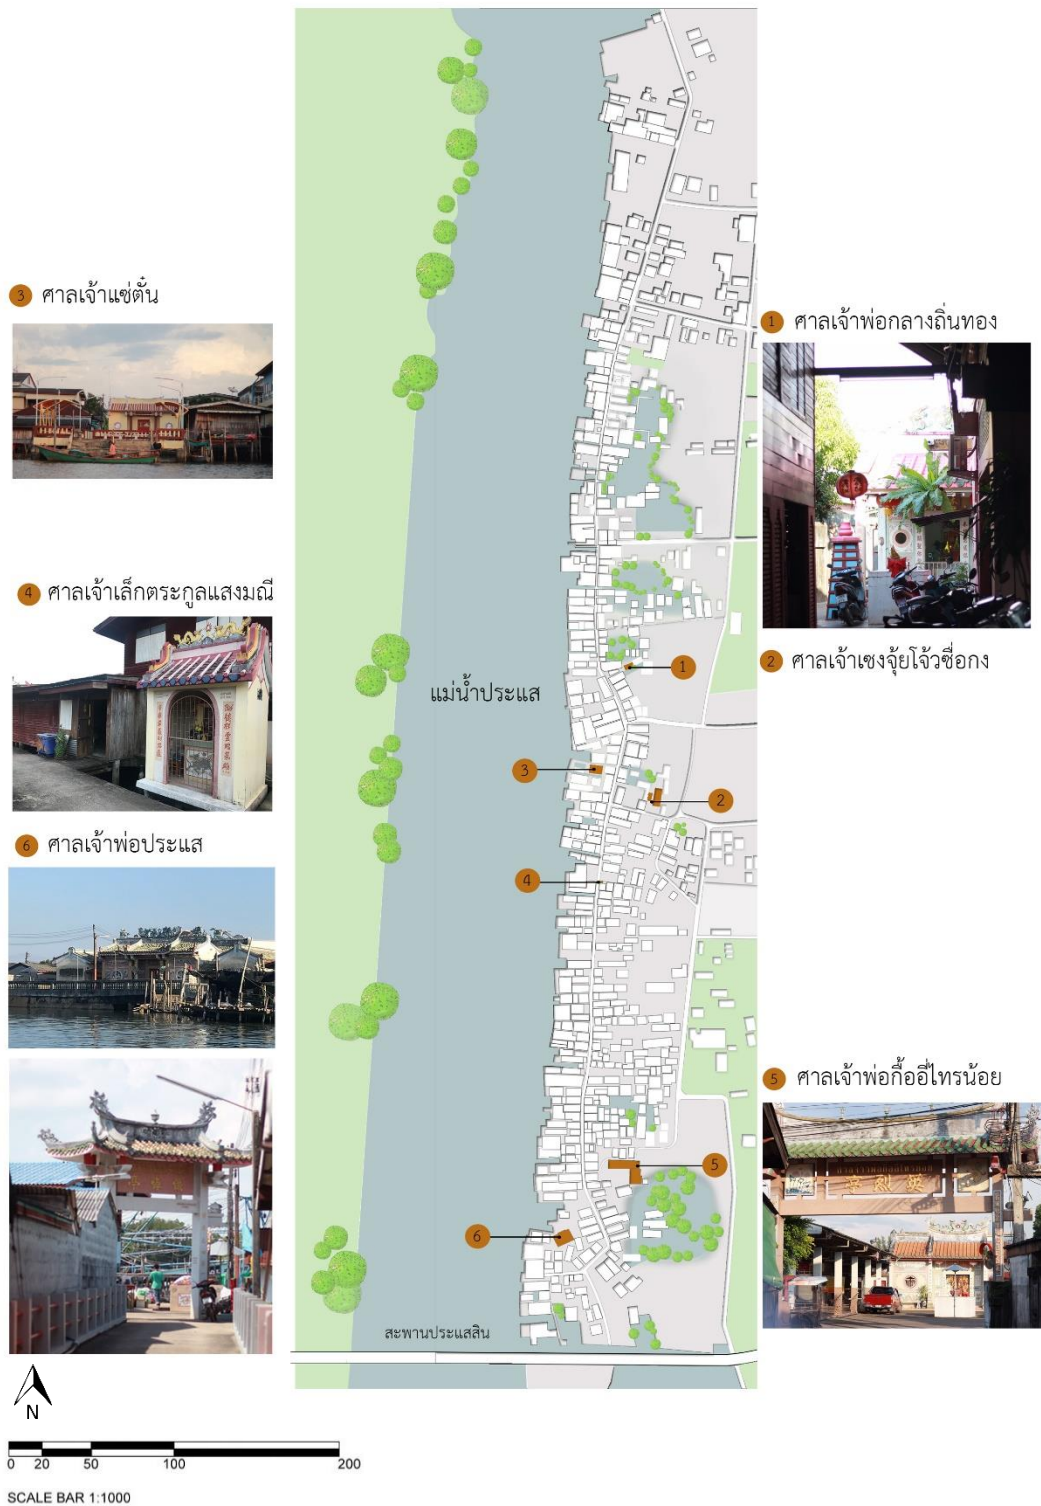 3 ศาลเจ้าแซ่ตั๋น
4 ศาลเจ้าเล็กตระกูลแสงมณี
6 ศาลเจ้าพ่อประแส
1 ศาลเจ้าพ่อกลางถิ่นทอง
2 ศาลเจ้าเซงจุ้ยโจ้วซื่อกง
5 ศาลเจ้าพ่อกื้ออี่ไทรน้อย
แม่น้ำประแส
1
3
2
4
5
6
สะพานประแสสิน
N
0 20 50 100 200
SCALE BAR 1:1000